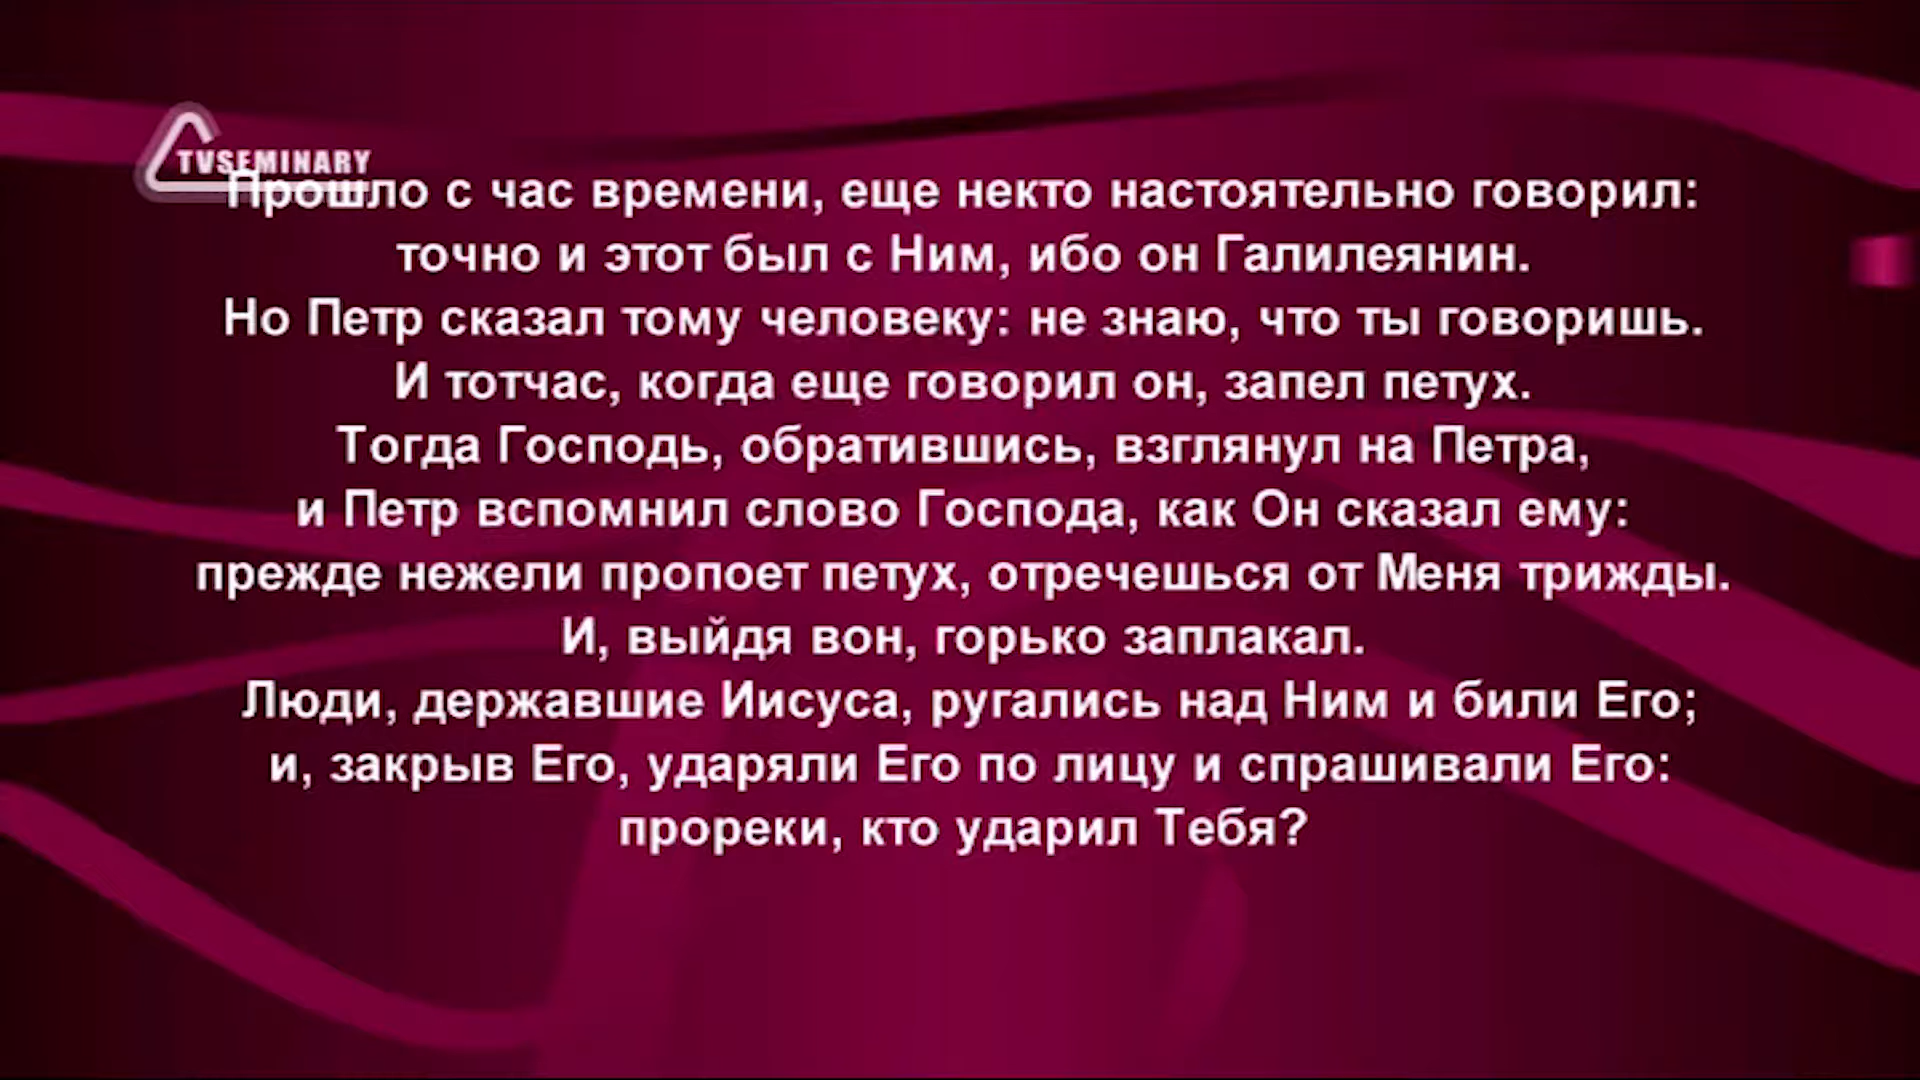 TVSEMINARY
Прошло с час времени, еще некто настоятельно говорил:
точно и этот был с Ним, ибо он Галилеянин.
Но Петр сказал тому человеку: не знаю, что ты говоришь.
И тотчас, когда еще говорил он, запел петух.
Тогда Господь, обратившись, взглянул на Петра,
и Петр вспомнил слово Господа, как Он сказал ему:
прежде нежели пропоет петух, отречешься от Меня трижды.
И, выйдя вон, горько заплакал.
Люди, державшие Иисуса, ругались над Ним и били Его;
и, закрыв Его, ударяли Его по лицу и спрашивали Его:
прореки, кто ударил Тебя?